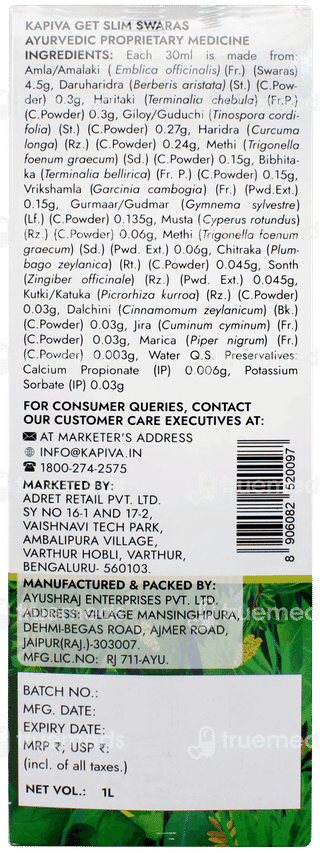 KAPIVA GET SLIM SWARAS
AYURVEDIC PROPRIETARY MEDICINE
INGREDIENTS: Each 30ml is made from:
Amla/Amalaki ( Emblica officinalis) (Fr.) (Swaras)
4.5g, Daruharidra (Berberis aristata) (St.) (C.Pow-
der) 0.3g, Haritaki (Terminalia chebula) (Fr.P.)
(C.Powder) 0.3g, Giloy/Guduchi (Tinospora cordi-
folia) (St.) (C.Powder) 0.27g, Haridra (Curcuma
longa) (Rz.) (C.Powder) 0.24g, Methi (Trigonella
foenum graecum) (Sd.) (C.Powder) 0.15g, Bibhita-
ka (Terminalia bellirica) (Fr. P.) (C.Powder) 0.15g,
Vrikshamla (Garcinia cambogia) (Fr.) (Pwd.Ext.)
0.15g, Gurmaar/Gudmar (Gymnema sylvestre)
(Lf.) (C.Powder) 0.135g, Musta (Cyperus rotundus)
(Rz.) (C.Powder) 0.06g, Methi (Trigonella foenum
graecum) (Sd.) (Pwd. Ext.) 0.06g, Chitraka (Plum-
bago zeylanica) (Rt.) (C.Powder) 0.045g, Sonth
(Zingiber officinale) (Rz.) (Pwd. Ext.) 0.045g,
Kutki/Katuka (Picrorhiza kurroa) (Rz.) (C.Powder)
0.03g, Dalchini (Cinnamomum zeylanicum) (Bk.)
(C.Powder) 0.03g, Jira (Cuminum cyminum) (Fr.)
(C.Powder) 0.03g, Marica (Piper nigrum) (Fr.)
(C.Powder) 0.003g, Water Q.S. Preservatives:
Calcium Propionate (IP) 0.006g, Potassium
Sorbate (IP) 0.03g
FOR CONSUMER QUERIES, CONTACT
OUR CUSTOMER CARE EXECUTIVES AT:
AT MARKETER'S ADDRESS
INFO@KAPIVA.IN
1800-274-2575
MARKETED BY:
ADRET RETAIL PVT. LTD.
SY NO 16-1 AND 17-2,
VAISHNAVI TECH PARK,
AMBALIPURA VILLAGE,
VARTHUR HOBLI, VARTHUR,
BENGALURU- 560103.
8 906082 520097
MANUFACTURED & PACKED BY:
AYUSHRAJ ENTERPRISES PVT. LTD.
ADDRESS: VILLAGE MANSINGHPURA,
DEHMI-BEGAS ROAD, AJMER ROAD,
JAIPUR(RAJ.)-303007.
MFG.LIC.NO: RJ 711-AYU.
BATCH NO.:
MFG. DATE:
EXPIRY DATE:
MRP ₹; USP ₹:
(incl. of all taxes.)
NET VOL.: 1L
truemeds